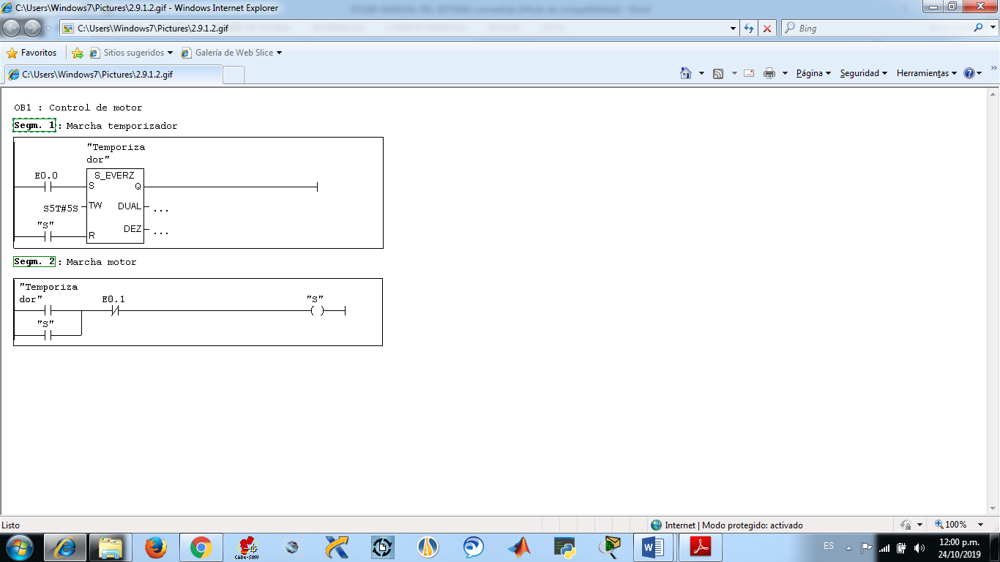 C:\Users\Windows7\Pictures\2.9.1.2.gif - Windows Internet Explorer
C:\Users\Windows7\Pictures\2.9.1.2.gif
Bing
Favoritos
Sitios sugeridos
Galería de Web Slice
C:\Users\Windows7\Pictures\2.9.1.2.gif
Página
Seguridad
Herramientas
OB1 : Control de motor
Segm. 1 : Marcha temporizador
"Temporiza
dor"
E0.0
S_EVERZ
S
Q
S5T#5S
TW
DUAL
...
"S"
DEZ
...
R
Segm. 2 : Marcha motor
"Temporiza
dor"
E0.1
"S"
"S"
Listo
Internet | Modo protegido: activado
100%
CADe-SIMU
ES
12:00 p.m.
24/10/2019